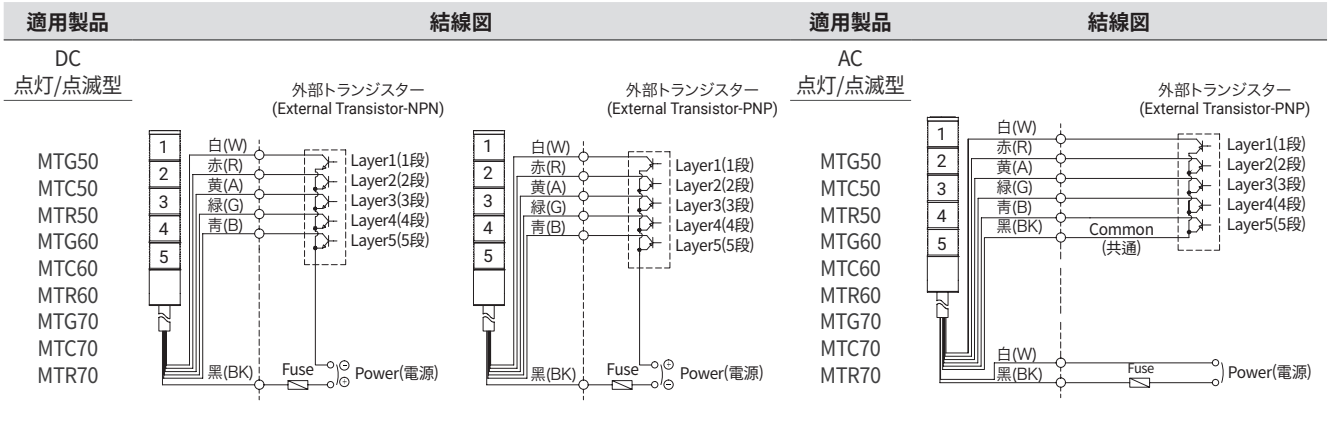 適用製品 結線図 適用製品 結線図
DC
点灯/点滅型
MTG50
MTC50
MTR50
MTG60
MTC60
MTR60
MTG70
MTC70
MTR70
外部トランジスター
(External Transistor-NPN)
1
2
3
4
5
白(W)
赤(R)
黄(A)
緑(G)
青(B)
Layer1(1段)
Layer2(2段)
Layer3(3段)
Layer4(4段)
Layer5(5段)
黒(BK)
Fuse
⊖
⊕
Power(電源)
外部トランジスター
(External Transistor-PNP)
1
2
3
4
5
白(W)
赤(R)
黄(A)
緑(G)
青(B)
Layer1(1段)
Layer2(2段)
Layer3(3段)
Layer4(4段)
Layer5(5段)
黒(BK)
Fuse
⊕
⊖
Power(電源)
AC
点灯/点滅型
MTG50
MTC50
MTR50
MTG60
MTC60
MTR60
MTG70
MTC70
MTR70
外部トランジスター
(External Transistor-PNP)
1
2
3
4
5
白(W)
赤(R)
黄(A)
緑(G)
青(B)
黒(BK)
Common
(共通)
Layer1(1段)
Layer2(2段)
Layer3(3段)
Layer4(4段)
Layer5(5段)
白(W)
黒(BK)
Fuse
Power(電源)